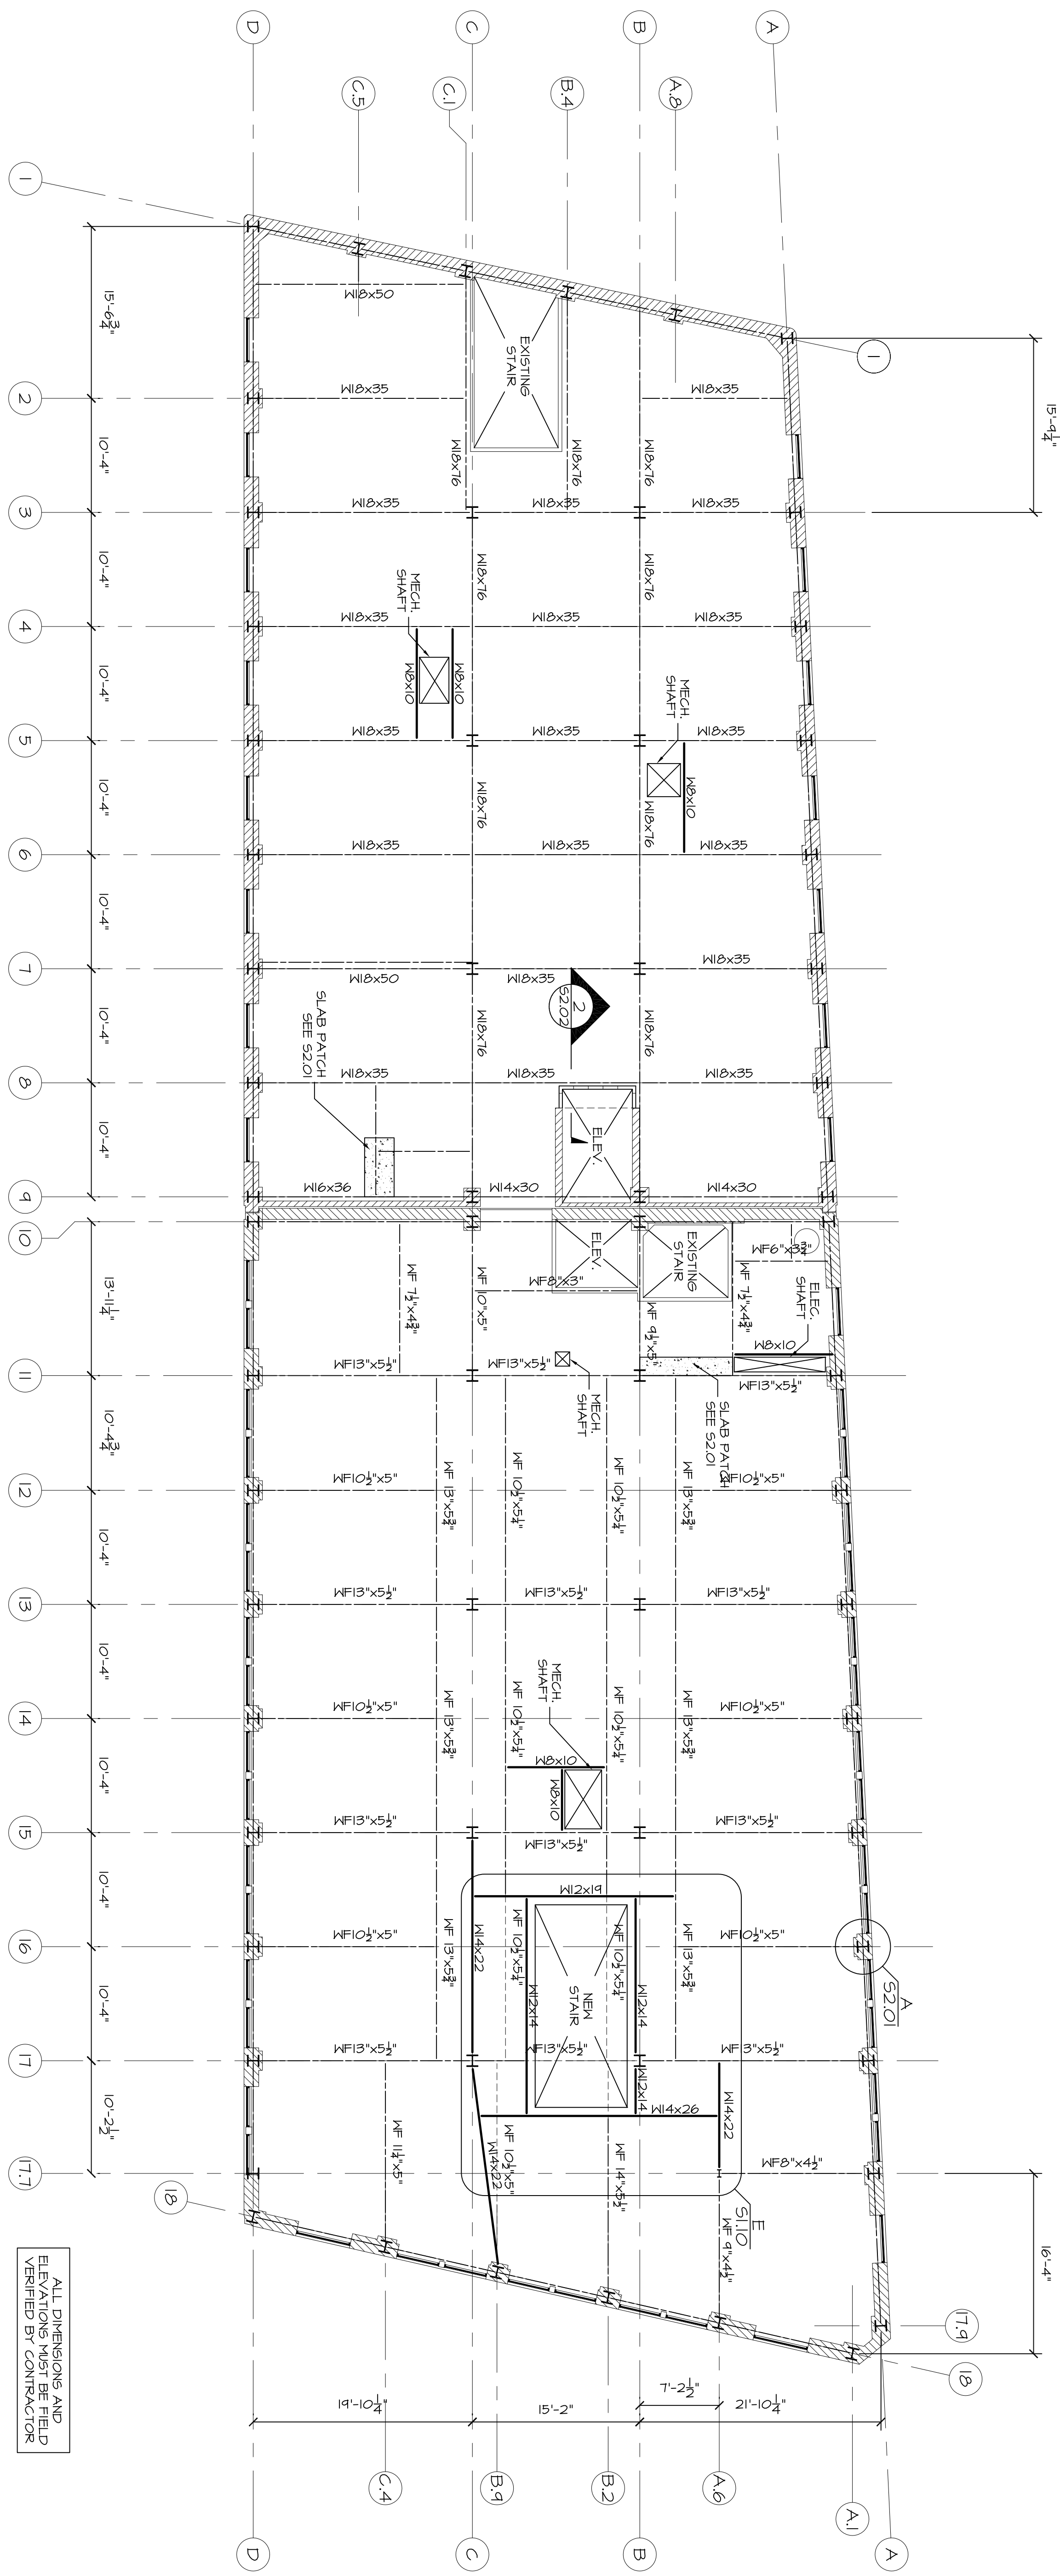 D
C
B
A
C.5
C.1
B.4
A.8
1
1
15'-6 3/4"
15'-9 1/4"
W18x50
EXISTING
STAIR
2
W18x35
W18x35
10'-4"
W18x76
W18x76
W18x76
3
W18x35
W18x35
W18x35
10'-4"
W18x76
W18x76
MECH.
SHAFT
4
W18x35
W18x35
W18x35
10'-4"
W8x10
W8x10
MECH.
SHAFT
5
W18x35
W18x35
W18x35
10'-4"
W18x76
W18x76
W8x10
6
W18x35
W18x35
W18x35
10'-4"
7
W18x50
W18x35
W18x35
10'-4"
SLAB PATCH
SEE S2.01
W18x76
2
S2.02
W18x76
8
W18x35
W18x35
W18x35
10'-4"
ELEV.
9
W16x36
W14x30
W14x30
10
13'-11 1/4"
WF 7 1/2"x4 3/4"
WF 10"x5"
WF8"x3"
ELEV.
WF 9 1/2"x5"
EXISTING
STAIR
WF 7 1/2"x4 3/4"
WF6"x3 3/4"
ELEC.
SHAFT
W8x10
11
WF13"x5 1/2"
WF13"x5 1/2"
WF13"x5 1/2"
MECH.
SHAFT
SLAB PATCH
SEE S2.01
10'-4 3/4"
WF 13"x5 3/4"
WF 10 1/2"x5 1/4"
WF 10 1/2"x5 1/4"
WF 13"x5 3/4"
12
WF10 1/2"x5"
WF10 1/2"x5"
10'-4"
13
WF13"x5 1/2"
WF13"x5 1/2"
WF13"x5 1/2"
10'-4"
MECH.
SHAFT
WF 13"x5 3/4"
WF 10 1/2"x5 1/4"
WF 10 1/2"x5 1/4"
WF 13"x5 3/4"
14
WF10 1/2"x5"
WF10 1/2"x5"
10'-4"
W8x10
W8x10
15
WF13"x5 1/2"
WF13"x5 1/2"
WF13"x5 1/2"
10'-4"
W12x19
WF 13"x5 3/4"
W14x22
WF 10 1/2"x5 1/4"
WF 10 1/2"x5 1/4"
WF 13"x5 3/4"
16
WF10 1/2"x5"
WF10 1/2"x5"
A
S2.01
10'-4"
W12x14
NEW
STAIR
W12x14
17
WF13"x5 1/2"
WF13"x5 1/2"
WF13"x5 1/2"
10'-2 1/2"
WF 11 1/4"x5"
W14x22
WF 10 1/2"x5"
WF 14"x5 1/2"
W12x14
W14x26
W14x22
17.7
WF8"x4 1/2"
E
S1.10
WF 9"x4 1/2"
16'-4"
18
17.9
18
19'-10 1/4"
15'-2"
7'-2 1/2"
21'-10 1/4"
C.4
B.9
B.2
A.6
A.1
D
C
B
A
ALL DIMENSIONS AND
ELEVATIONS MUST BE FIELD
VERIFIED BY CONTRACTOR